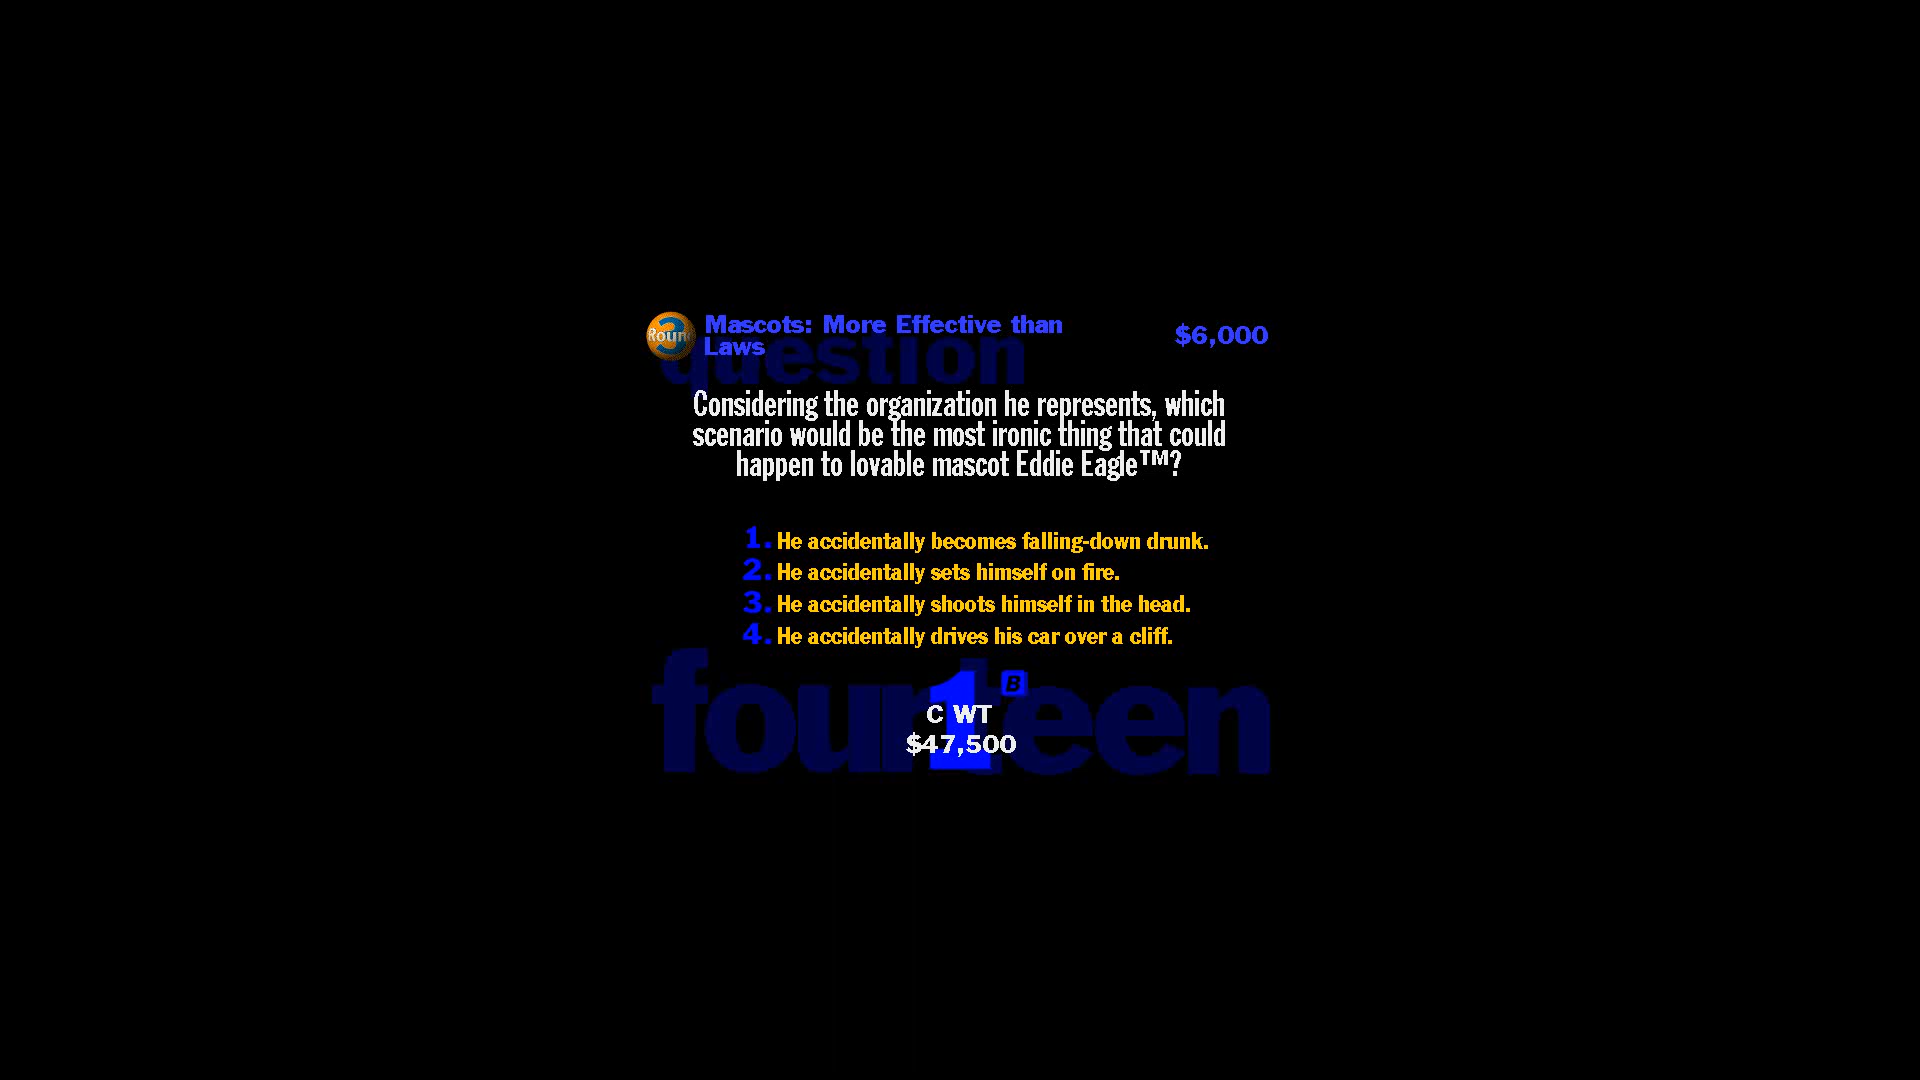 Round 3
Mascots: More Effective than
Laws
$6,000
question
Considering the organization he represents, which
scenario would be the most ironic thing that could
happen to lovable mascot Eddie Eagle™?
1. He accidentally becomes falling-down drunk.
2. He accidentally sets himself on fire.
3. He accidentally shoots himself in the head.
4. He accidentally drives his car over a cliff.
fourteen
1
B
C WT
$47,500